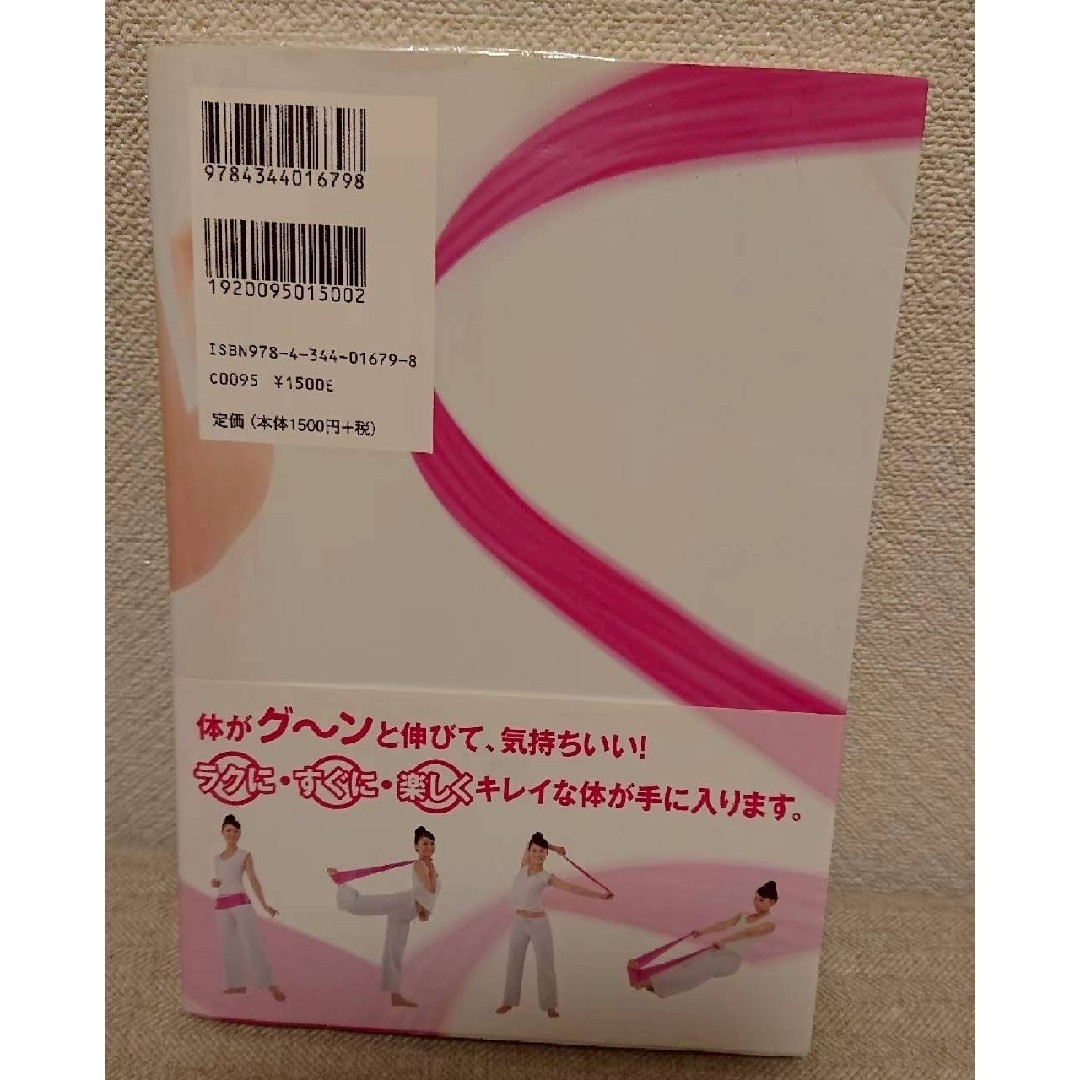 9784344016798
1920095015002
ISBN978-4-344-01679-8
C0095 ¥1500E
定価(本体1500円+税)
体がグ〜ンと伸びて、気持ちいい!
ラクに・すぐに・楽しくキレイな体が手に入ります。